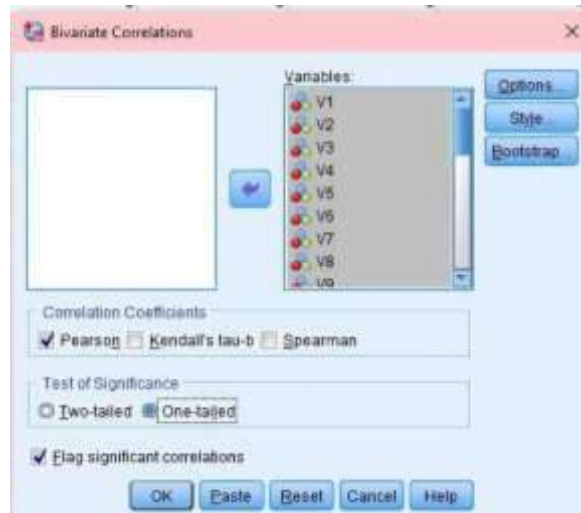 Bivariate Correlations
Variables:
V1
V2
V3
V4
V5
V6
V7
V8
V9
Options...
Style...
Bootstrap...
Correlation Coefficients
Pearson Kendall's tau-b Spearman
Test of Significance
Two-tailed One-tailed
Flag significant correlations
OK Paste Reset Cancel Help